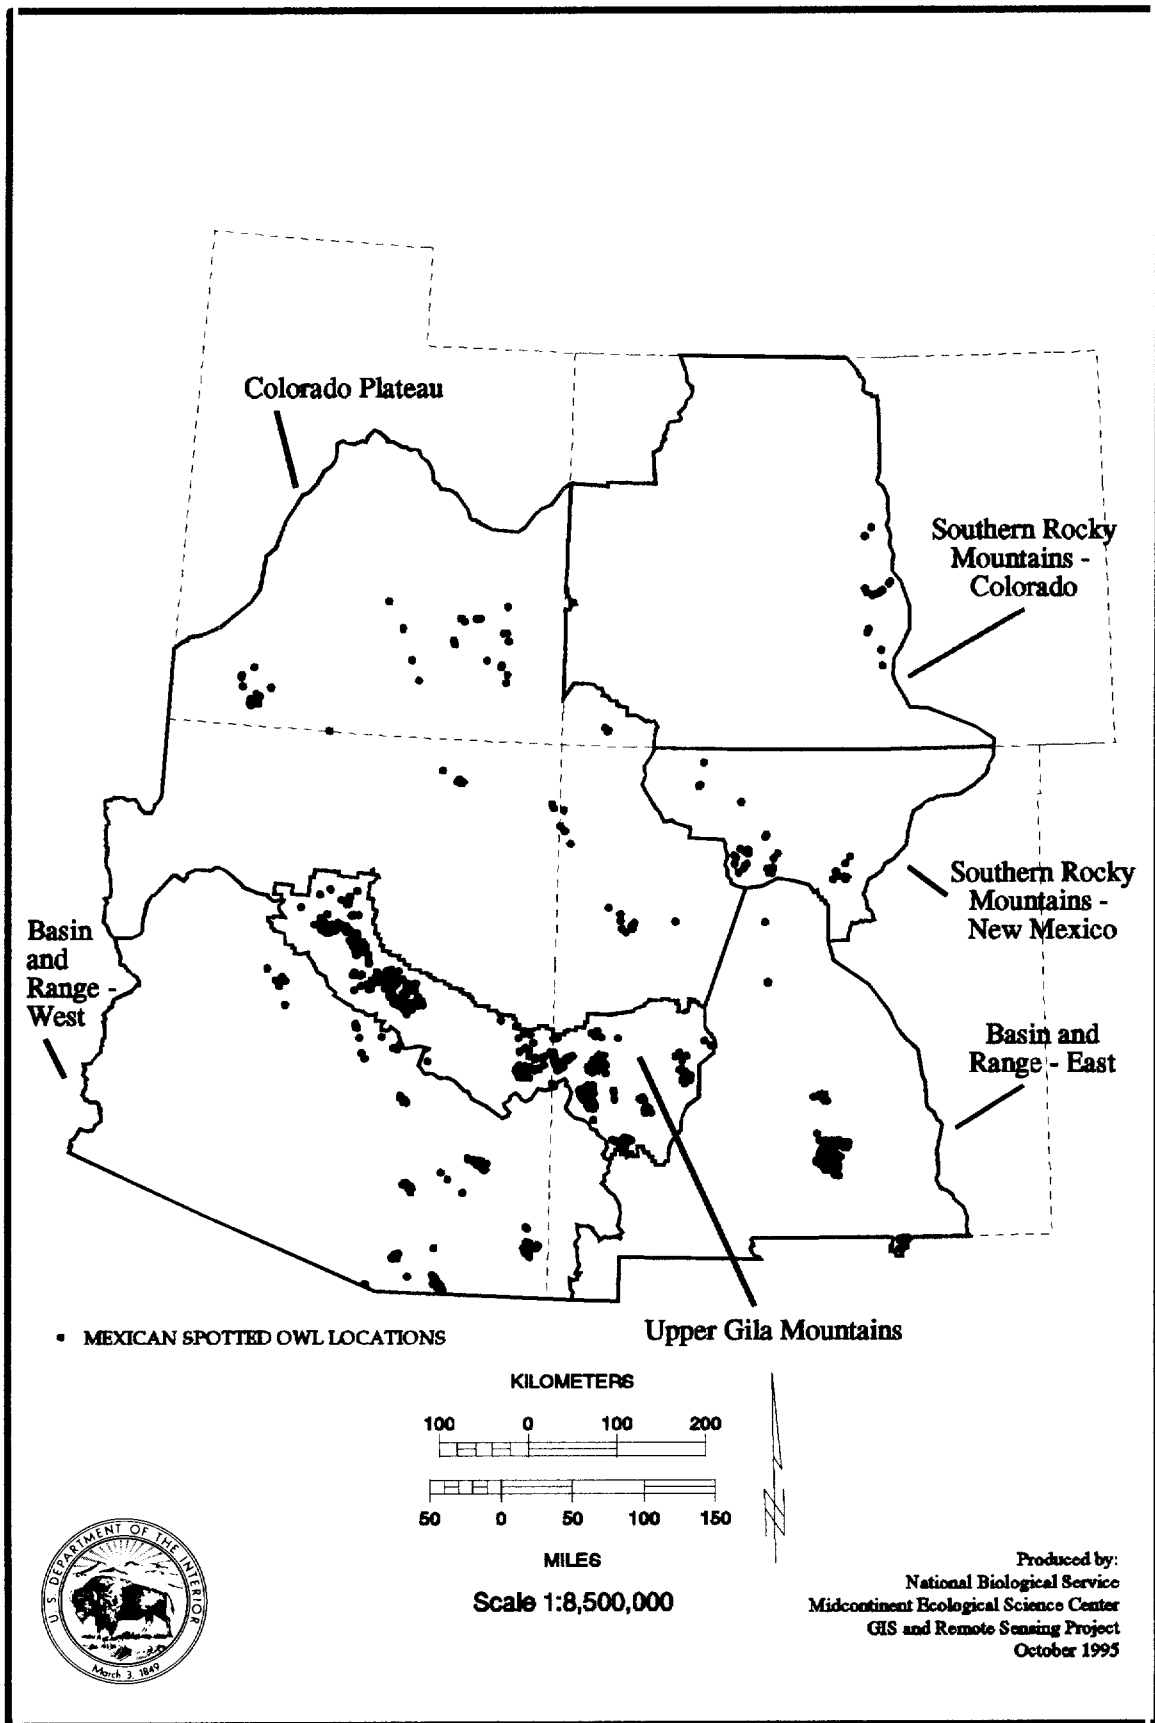 Colorado Plateau
Southern Rocky
Mountains -
Colorado
Southern Rocky
Mountains -
New Mexico
Basin
and
Range -
West
Basin and
Range - East
Upper Gila Mountains
MEXICAN SPOTTED OWL LOCATIONS
KILOMETERS
100 0 100 200
50 0 50 100 150
MILES
Scale 1:8,500,000
U. S. DEPARTMENT OF THE INTERIOR
March 3, 1849
Produced by:
National Biological Service
Midcontinent Ecological Science Center
GIS and Remote Sensing Project
October 1995